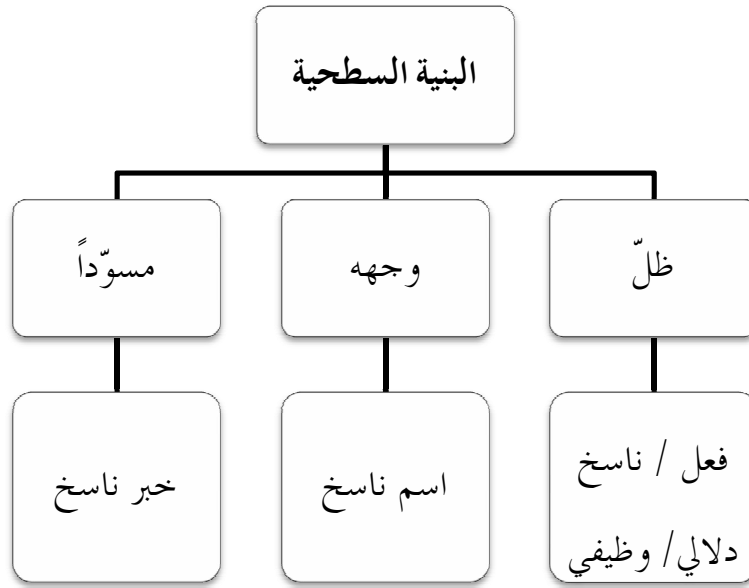 البنية السطحية
ظلّ
وجهه
مسوّداً
فعل / ناسخ
دلالي/ وظيفي
اسم ناسخ
خبر ناسخ